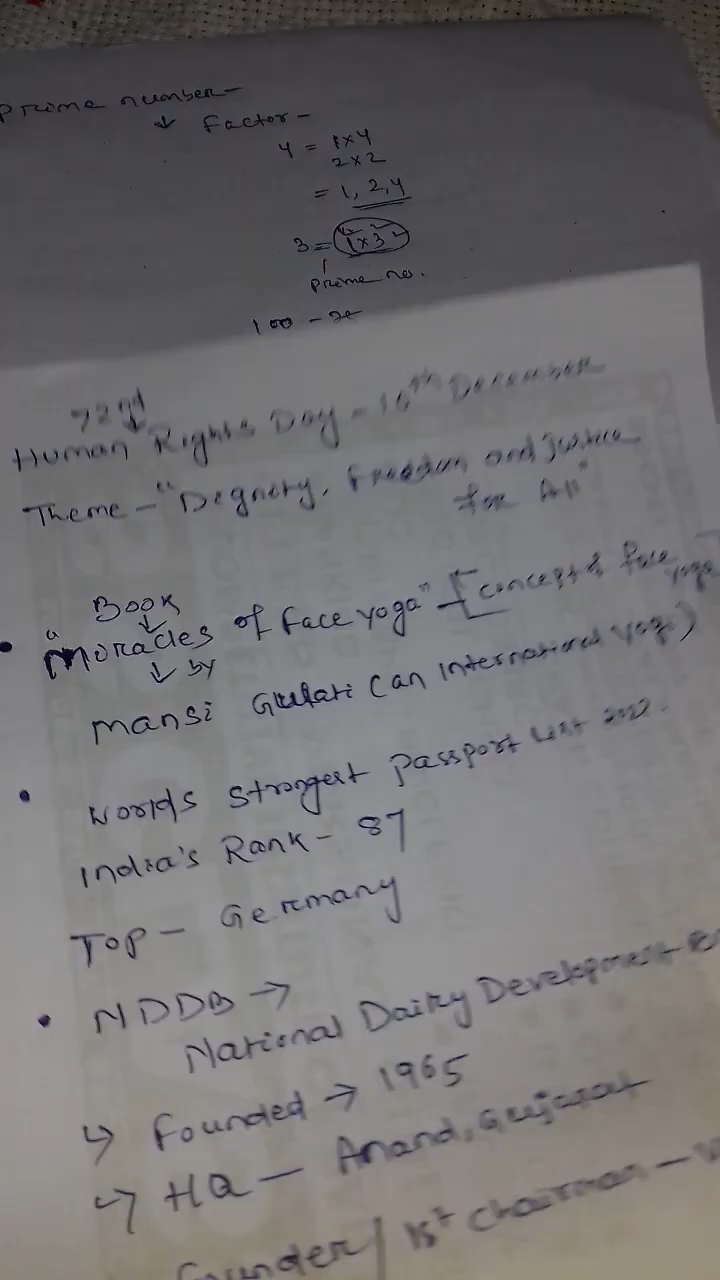 Prime number-
↓ Factor-
4 = 1x4
2x2
= 1, 2, 4
3 = 1x3
Prime no.
100 -
72nd
Human Rights Day - 10th December
Theme - "Dignity, Freedom and Justice
for All"
Book
• "Miracles of Face yoga" - [concept of face yoga
↓ by
Mansi Gulati (an international yogi)
• Worlds strongest passport list 2022.
India's Rank - 87
Top - Germany
• NDDB →
National Dairy Development
↳ Founded → 1965
↳ HQ - Anand, Gujarat
Founder/1st Chairman -